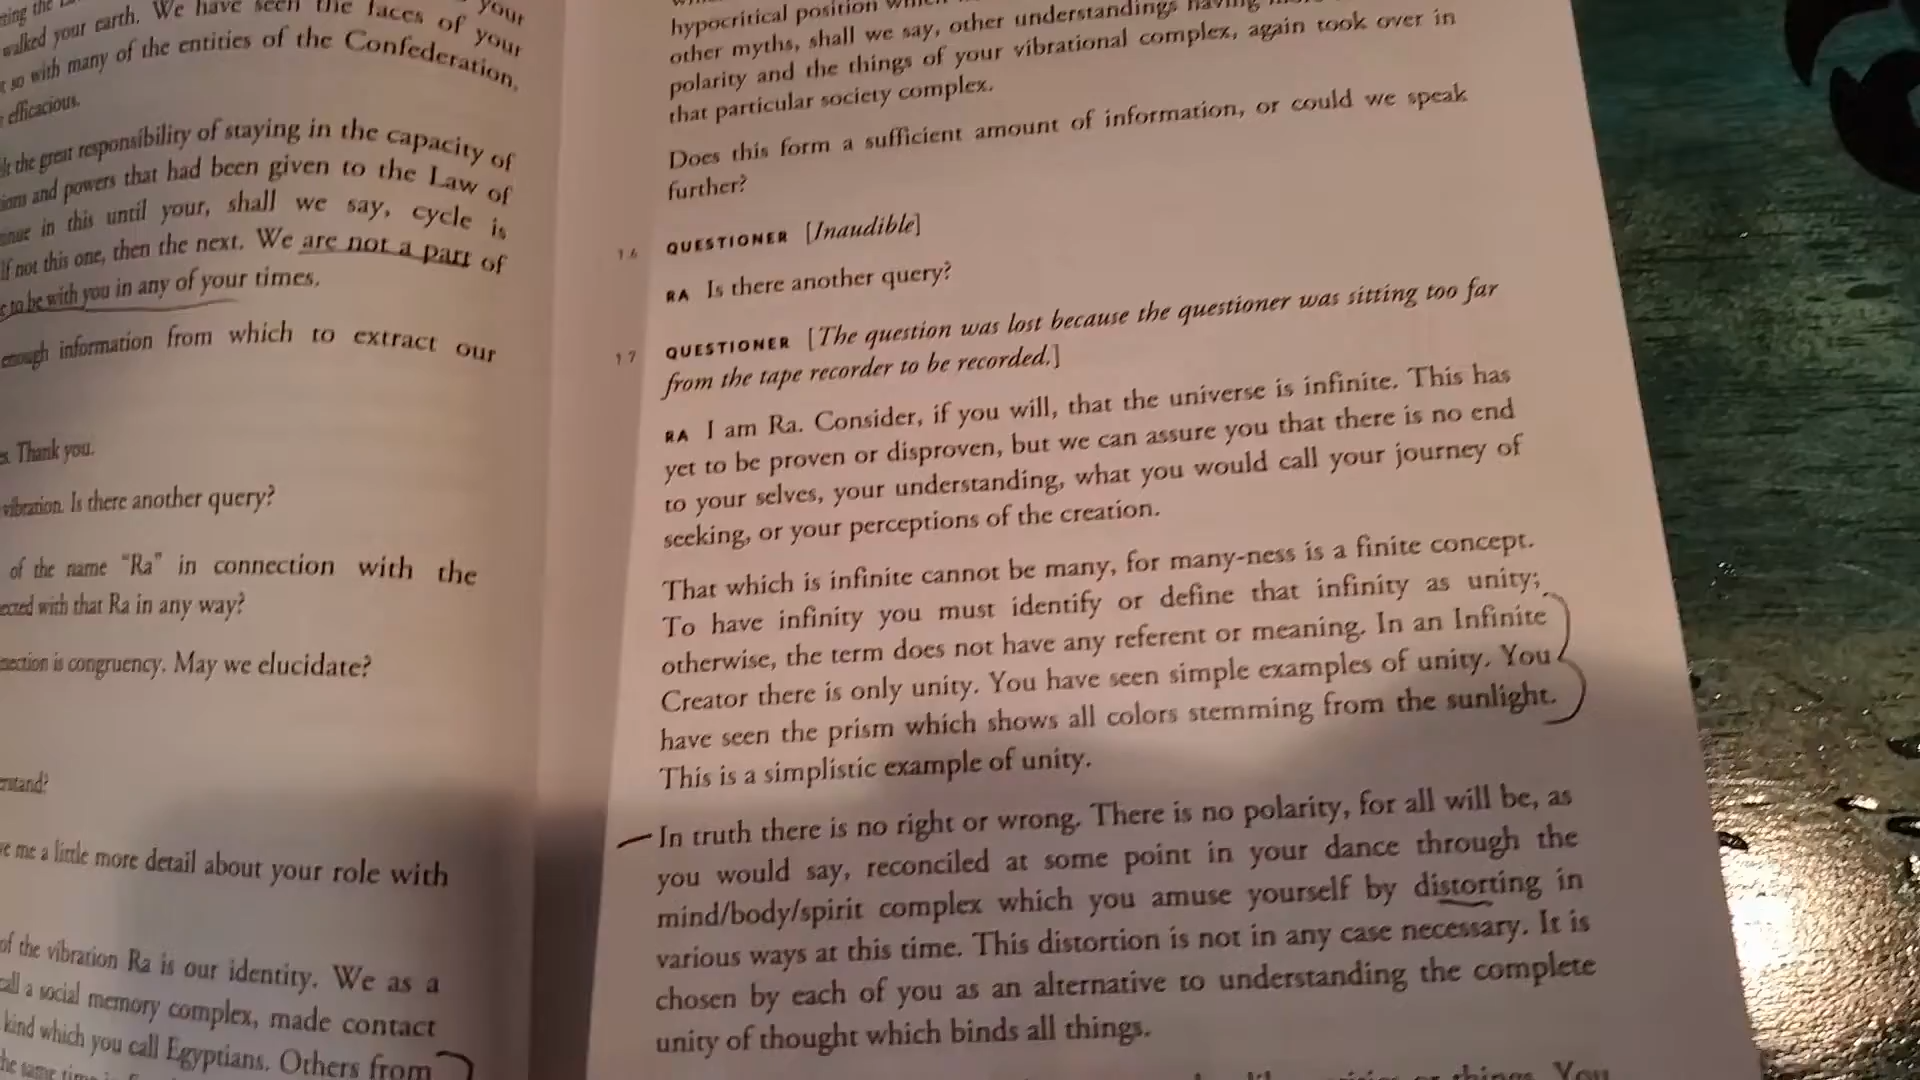 your
walked your earth. We have seen the faces of your
so with many of the entities of the Confederation,
efficacious.
the great responsibility of staying in the capacity of
and powers that had been given to the Law of
in this until your, shall we say, cycle is
If not this one, then the next. We are not a part of
to be with you in any of your times.
enough information from which to extract our
Thank you.
vibration. Is there another query?
of the name "Ra" in connection with the
with that Ra in any way?
is congruency. May we elucidate?
me a little more detail about your role with
of the vibration Ra is our identity. We as a
call a social memory complex, made contact
kind which you call Egyptians. Others from
the same time
hypocritical position
other myths, shall we say, other understandings having
polarity and the things of your vibrational complex, again took over in
that particular society complex.
Does this form a sufficient amount of information, or could we speak
further?
1.6 QUESTIONER [Inaudible]
RA Is there another query?
1.7 QUESTIONER [The question was lost because the questioner was sitting too far
from the tape recorder to be recorded.]
RA I am Ra. Consider, if you will, that the universe is infinite. This has
yet to be proven or disproven, but we can assure you that there is no end
to your selves, your understanding, what you would call your journey of
seeking, or your perceptions of the creation.
That which is infinite cannot be many, for many-ness is a finite concept.
To have infinity you must identify or define that infinity as unity;
otherwise, the term does not have any referent or meaning. In an Infinite
Creator there is only unity. You have seen simple examples of unity. You
have seen the prism which shows all colors stemming from the sunlight.
This is a simplistic example of unity.
In truth there is no right or wrong. There is no polarity, for all will be, as
you would say, reconciled at some point in your dance through the
mind/body/spirit complex which you amuse yourself by distorting in
various ways at this time. This distortion is not in any case necessary. It is
chosen by each of you as an alternative to understanding the complete
unity of thought which binds all things.
things. You